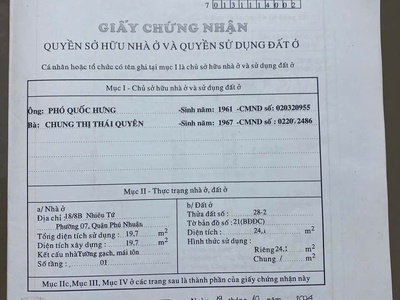 7 0 1 3 1 1 1 4 0 0 2
GIẤY CHỨNG NHẬN
QUYỀN SỞ HỮU NHÀ Ở VÀ QUYỀN SỬ DỤNG ĐẤT Ở
Cá nhân hoặc tổ chức có tên ghi tại mục I là chủ sở hữu nhà ở và sử dụng đất ở
Mục I - Chủ sở hữu nhà ở và sử dụng đất ở
Ông: PHÓ QUỐC HƯNG -Sinh năm: 1961 -CMND số: 020320955
Bà: CHUNG THỊ THÁI QUYÊN -Sinh năm: 1967 -CMND số:
Mục II - Thực trạng nhà ở, đất ở
a/ Nhà ở
Địa chỉ 18/8B Nhiêu Tứ
Phường 07, Quận Phú Nhuận
Tổng diện tích sử dụng : 19,7 m2
Diện tích xây dựng : 19,7 m2
Kết cấu nhà Tường gạch, mái tôn
Số tầng : 01
b/ Đất ở
Thửa đất số: 28-2
Tờ bản đồ số: 21(BĐĐC)
Diện tích : 24,1 m2
Hình thức sử dụng :
Riêng 24,1 m2
Chung / m2
Mục IIc, Mục III, Mục IV ở các trang sau là thành phần của giấy chứng nhận này